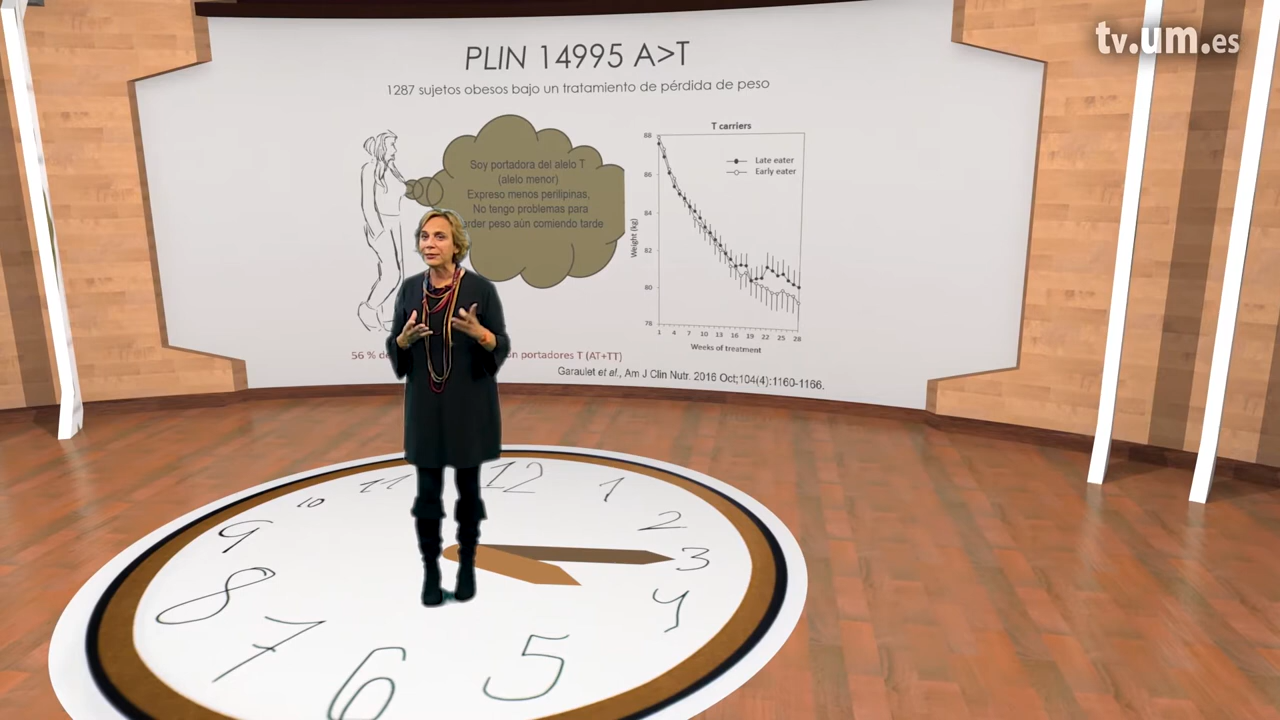 tv.um.es
PLIN 14995 A>T
1287 sujetos obesos bajo un tratamiento de pérdida de peso
Soy portadora del alelo T
(alelo menor)
Expreso menos perilipinas,
No tengo problemas para
peso aún comiendo tarde
T carriers
Late eater
Early eater
Weight (kg)
88
86
84
82
80
78
1 4 7 10 13 16 19 22 25 28
Weeks of treatment
56 % portadores T (AT+TT)
Garaulet et al., Am J Clin Nutr. 2016 Oct;104(4):1160-1166.
12
1
2
3
4
5
6
7
8
9
10
11